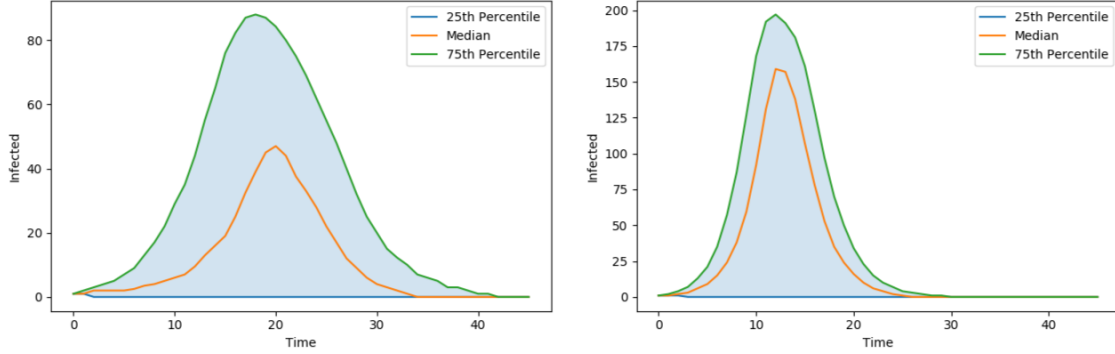 25th Percentile
Median
75th Percentile
80
60
40
20
0
Infected
0 10 20 30 40
Time
25th Percentile
Median
75th Percentile
200
175
150
125
100
75
50
25
0
Infected
0 10 20 30 40
Time